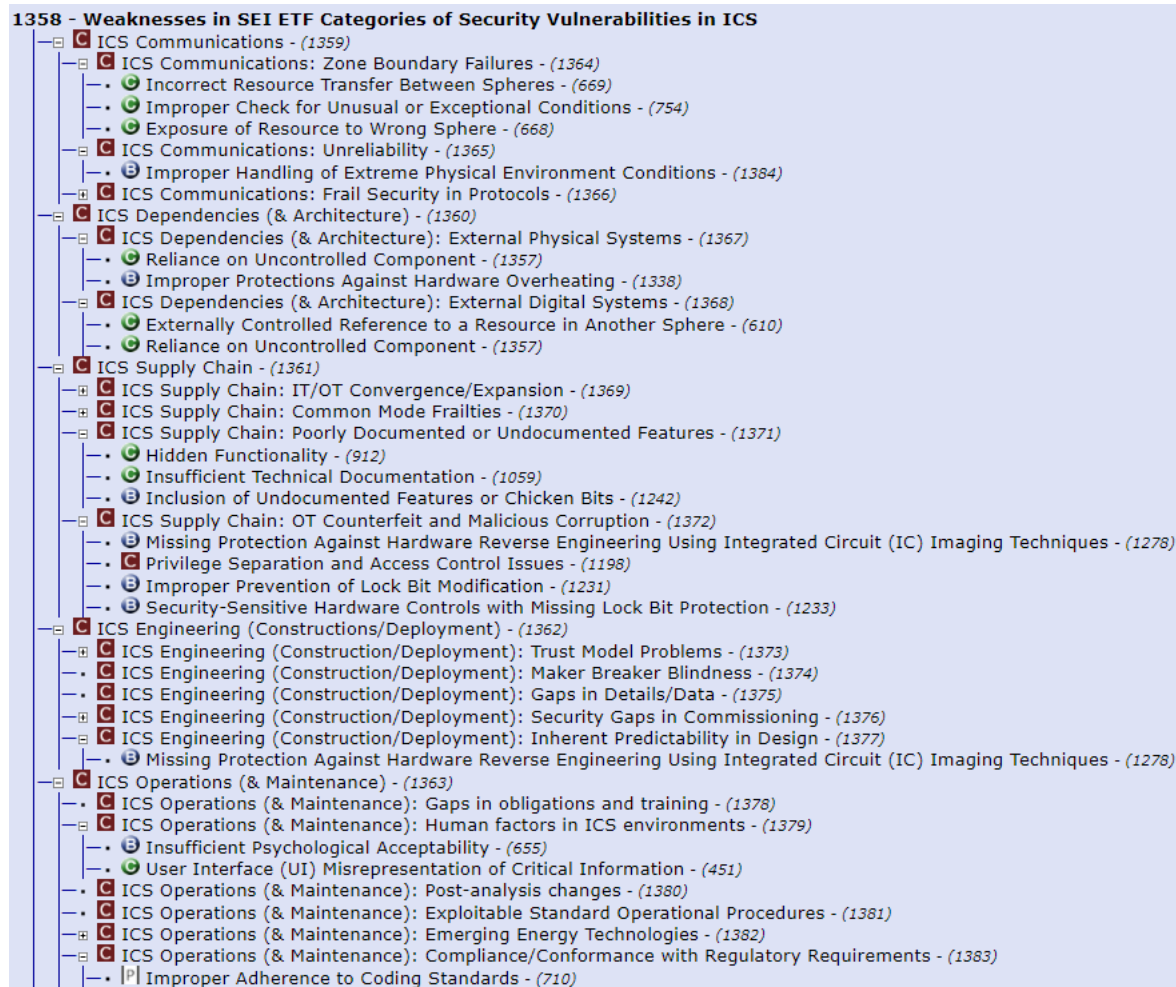 1358 - Weaknesses in SEI ETF Categories of Security Vulnerabilities in ICS
C ICS Communications - (1359)
C ICS Communications: Zone Boundary Failures - (1364)
C Incorrect Resource Transfer Between Spheres - (669)
C Improper Check for Unusual or Exceptional Conditions - (754)
C Exposure of Resource to Wrong Sphere - (668)
C ICS Communications: Unreliability - (1365)
B Improper Handling of Extreme Physical Environment Conditions - (1384)
C ICS Communications: Frail Security in Protocols - (1366)
C ICS Dependencies (& Architecture) - (1360)
C ICS Dependencies (& Architecture): External Physical Systems - (1367)
C Reliance on Uncontrolled Component - (1357)
B Improper Protections Against Hardware Overheating - (1338)
C ICS Dependencies (& Architecture): External Digital Systems - (1368)
C Externally Controlled Reference to a Resource in Another Sphere - (610)
C Reliance on Uncontrolled Component - (1357)
C ICS Supply Chain - (1361)
C ICS Supply Chain: IT/OT Convergence/Expansion - (1369)
C ICS Supply Chain: Common Mode Frailties - (1370)
C ICS Supply Chain: Poorly Documented or Undocumented Features - (1371)
C Hidden Functionality - (912)
C Insufficient Technical Documentation - (1059)
B Inclusion of Undocumented Features or Chicken Bits - (1242)
C ICS Supply Chain: OT Counterfeit and Malicious Corruption - (1372)
B Missing Protection Against Hardware Reverse Engineering Using Integrated Circuit (IC) Imaging Techniques - (1278)
C Privilege Separation and Access Control Issues - (1198)
B Improper Prevention of Lock Bit Modification - (1231)
B Security-Sensitive Hardware Controls with Missing Lock Bit Protection - (1233)
C ICS Engineering (Constructions/Deployment) - (1362)
C ICS Engineering (Construction/Deployment): Trust Model Problems - (1373)
C ICS Engineering (Construction/Deployment): Maker Breaker Blindness - (1374)
C ICS Engineering (Construction/Deployment): Gaps in Details/Data - (1375)
C ICS Engineering (Construction/Deployment): Security Gaps in Commissioning - (1376)
C ICS Engineering (Construction/Deployment): Inherent Predictability in Design - (1377)
B Missing Protection Against Hardware Reverse Engineering Using Integrated Circuit (IC) Imaging Techniques - (1278)
C ICS Operations (& Maintenance) - (1363)
C ICS Operations (& Maintenance): Gaps in obligations and training - (1378)
C ICS Operations (& Maintenance): Human factors in ICS environments - (1379)
B Insufficient Psychological Acceptability - (655)
C User Interface (UI) Misrepresentation of Critical Information - (451)
C ICS Operations (& Maintenance): Post-analysis changes - (1380)
C ICS Operations (& Maintenance): Exploitable Standard Operational Procedures - (1381)
C ICS Operations (& Maintenance): Emerging Energy Technologies - (1382)
C ICS Operations (& Maintenance): Compliance/Conformance with Regulatory Requirements - (1383)
P Improper Adherence to Coding Standards - (710)